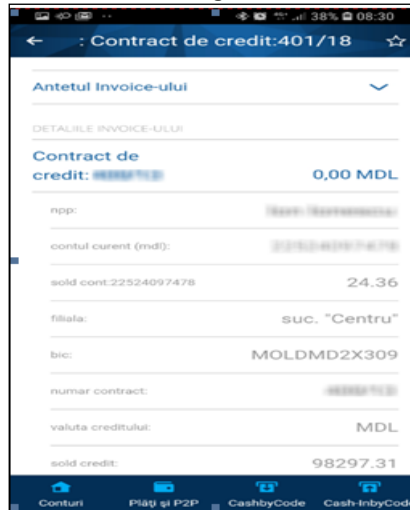 38% 08:30
: Contract de credit:401/18
Antetul Invoice-ului
DETALIILE INVOICE-ULUI
Contract de
credit: 0,00 MDL
npp:
contul curent (mdl):
sold cont:22524097478 24.36
filiala: suc. "Centru"
bic: MOLDMD2X309
numar contract:
valuta creditului: MDL
sold credit: 98297.31
Conturi Plăți și P2P CashbyCode Cash-InbyCod